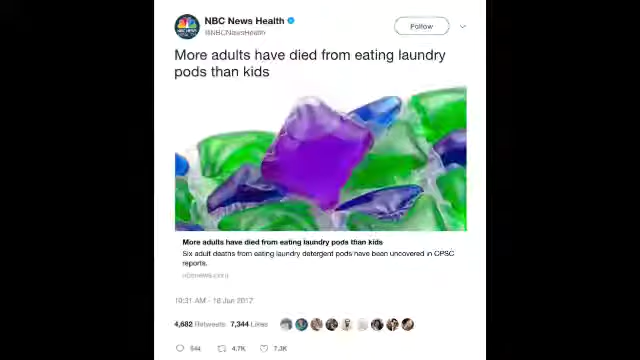 NBC News Health
@NBCNewsHealth
Follow
More adults have died from eating laundry
pods than kids
More adults have died from eating laundry pods than kids
Six adult deaths from eating laundry detergent pods have been uncovered in CPSC
reports.
nbcnews.com
10:31 AM - 16 Jun 2017
4,682 Retweets 7,344 Likes
4.7K 7.3K